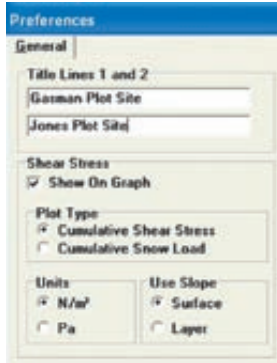 Preferences
General
Title Lines 1 and 2
Gasman Plot Site
Jones Plot Site
Shear Stress
Show On Graph
Plot Type
Cumulative Shear Stress
Cumulative Snow Load
Units
Use Slope
N/m²
Surface
Pa
Layer